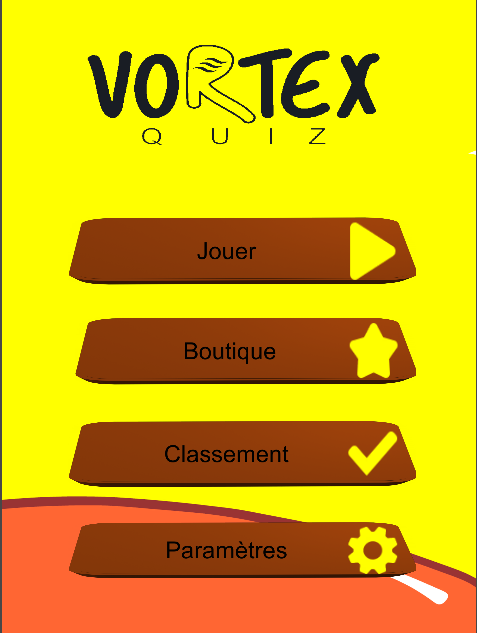 VORTEX
QUIZ
Jouer
Boutique
Classement
Paramètres